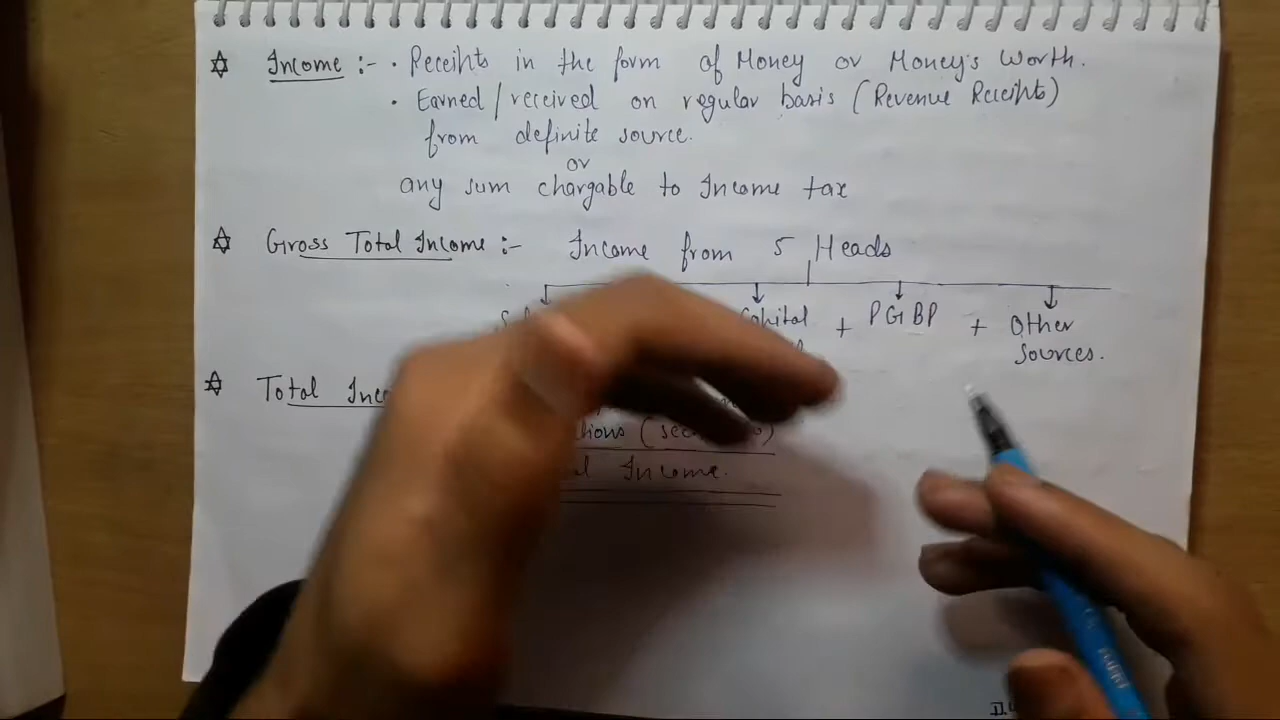 ✡ Income :- • Receipts in the form of Money or Money's Worth.
• Earned/received on regular basis (Revenue Receipts)
from definite source.
or
any sum chargable to Income tax
✡ Gross Total Income :- Income from 5 Heads
Capital + PGBP + Other
Sources.
✡ Total
Income.